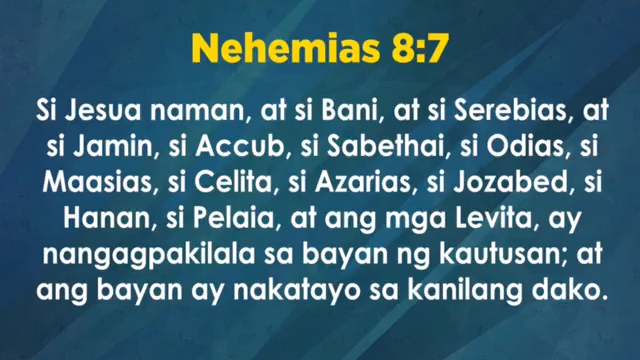 Nehemias 8:7
Si Jesua naman, at si Bani, at si Serebias, at
si Jamin, si Accub, si Sabethai, si Odias, si
Maasias, si Celita, si Azarias, si Jozabed, si
Hanan, si Pelaia, at ang mga Levita, ay
nangagpakilala sa bayan ng kautusan; at
ang bayan ay nakatayo sa kanilang dako.